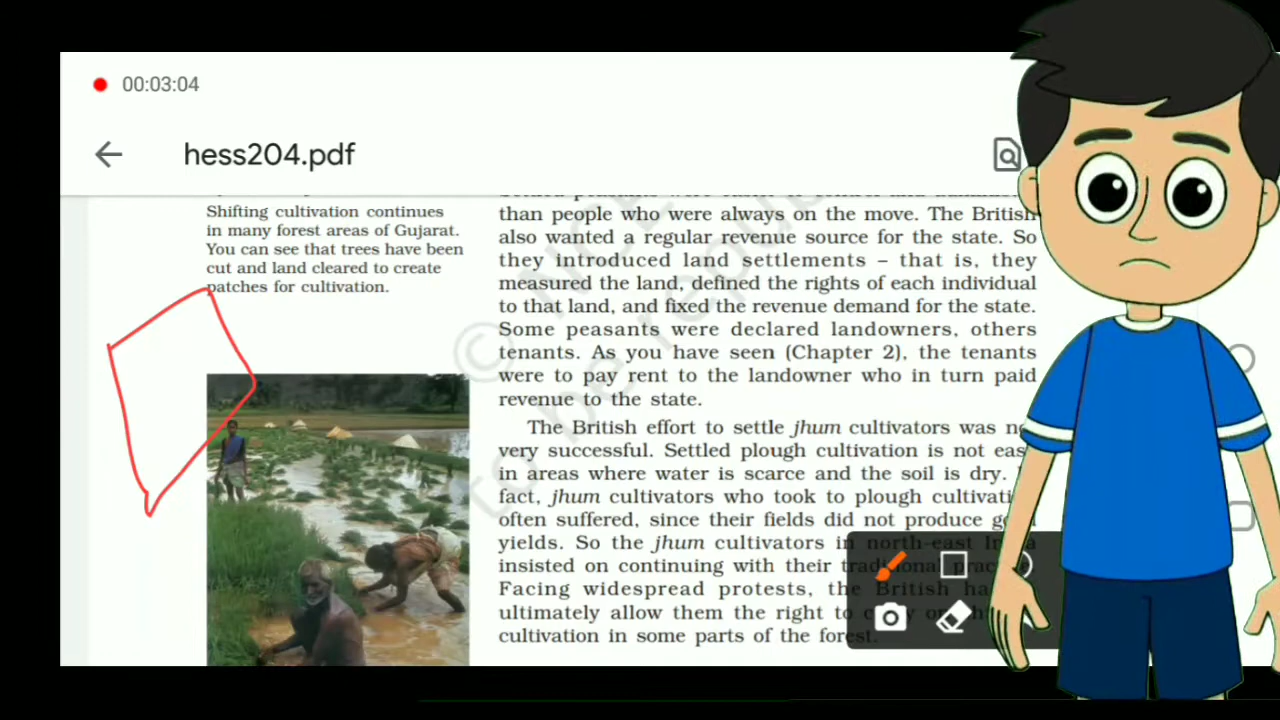 00:03:04
hess204.pdf
Shifting cultivation continues
in many forest areas of Gujarat.
You can see that trees have been
cut and land cleared to create
patches for cultivation.
than people who were always on the move. The British
also wanted a regular revenue source for the state. So
they introduced land settlements – that is, they
measured the land, defined the rights of each individual
to that land, and fixed the revenue demand for the state.
Some peasants were declared landowners, others
tenants. As you have seen (Chapter 2), the tenants
were to pay rent to the landowner who in turn paid
revenue to the state.
The British effort to settle jhum cultivators was
very successful. Settled plough cultivation is not
in areas where water is scarce and the soil is dry.
fact, jhum cultivators who took to plough
often suffered, since their fields did not produce
yields. So the jhum cultivators in north-east
insisted on continuing with their traditional
Facing widespread protests, the British
ultimately allow them the right to
cultivation in some parts of the forest.
© NCE
to be repub